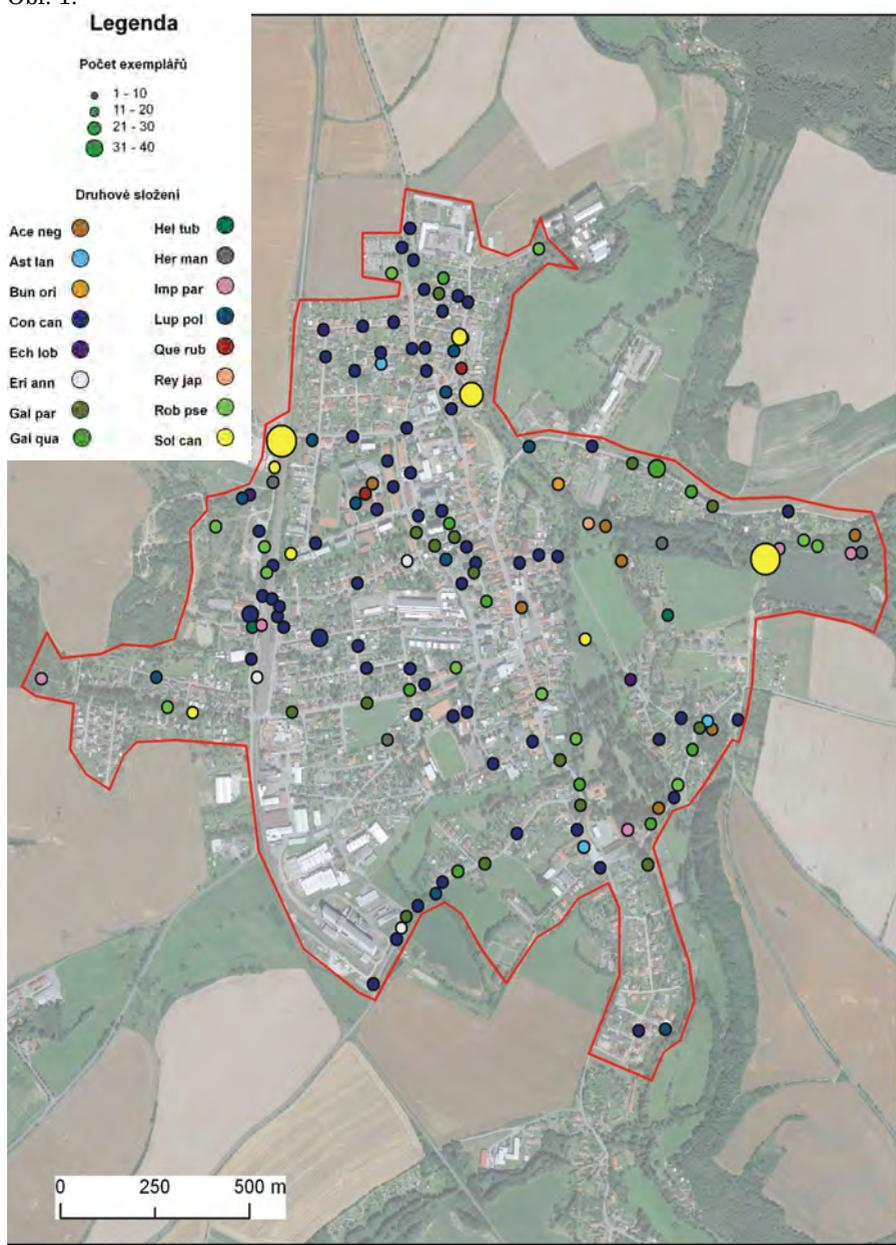 Obr. 1.
Legenda
Počet exemplářů
1 - 10
11 - 20
21 - 30
31 - 40
Druhové složení
Ace neg
Ast lan
Bun ori
Con can
Ech lob
Eri ann
Gal par
Gal qua
Hel tub
Her man
Imp par
Lup pol
Que rub
Rey jap
Rob pse
Sol can
0 250 500 m